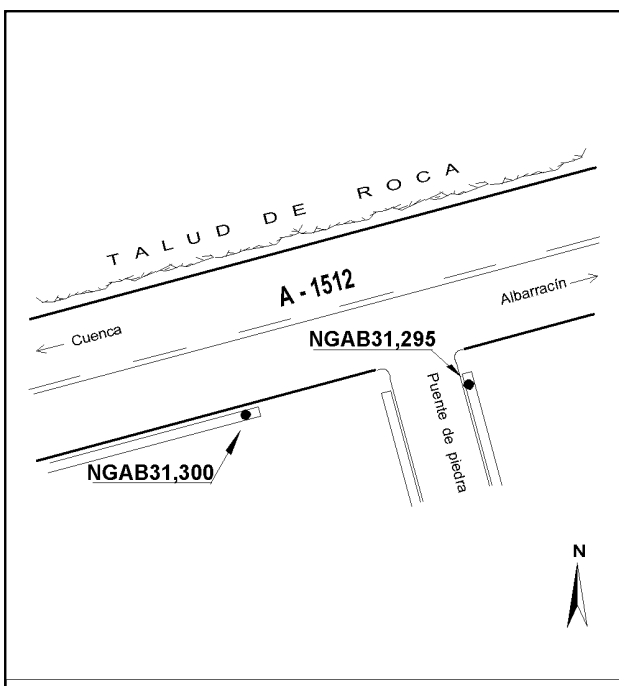 TALUD DE ROCA
A - 1512
Albarracín
Cuenca
NGAB31,295
Puente de piedra
NGAB31,300
N